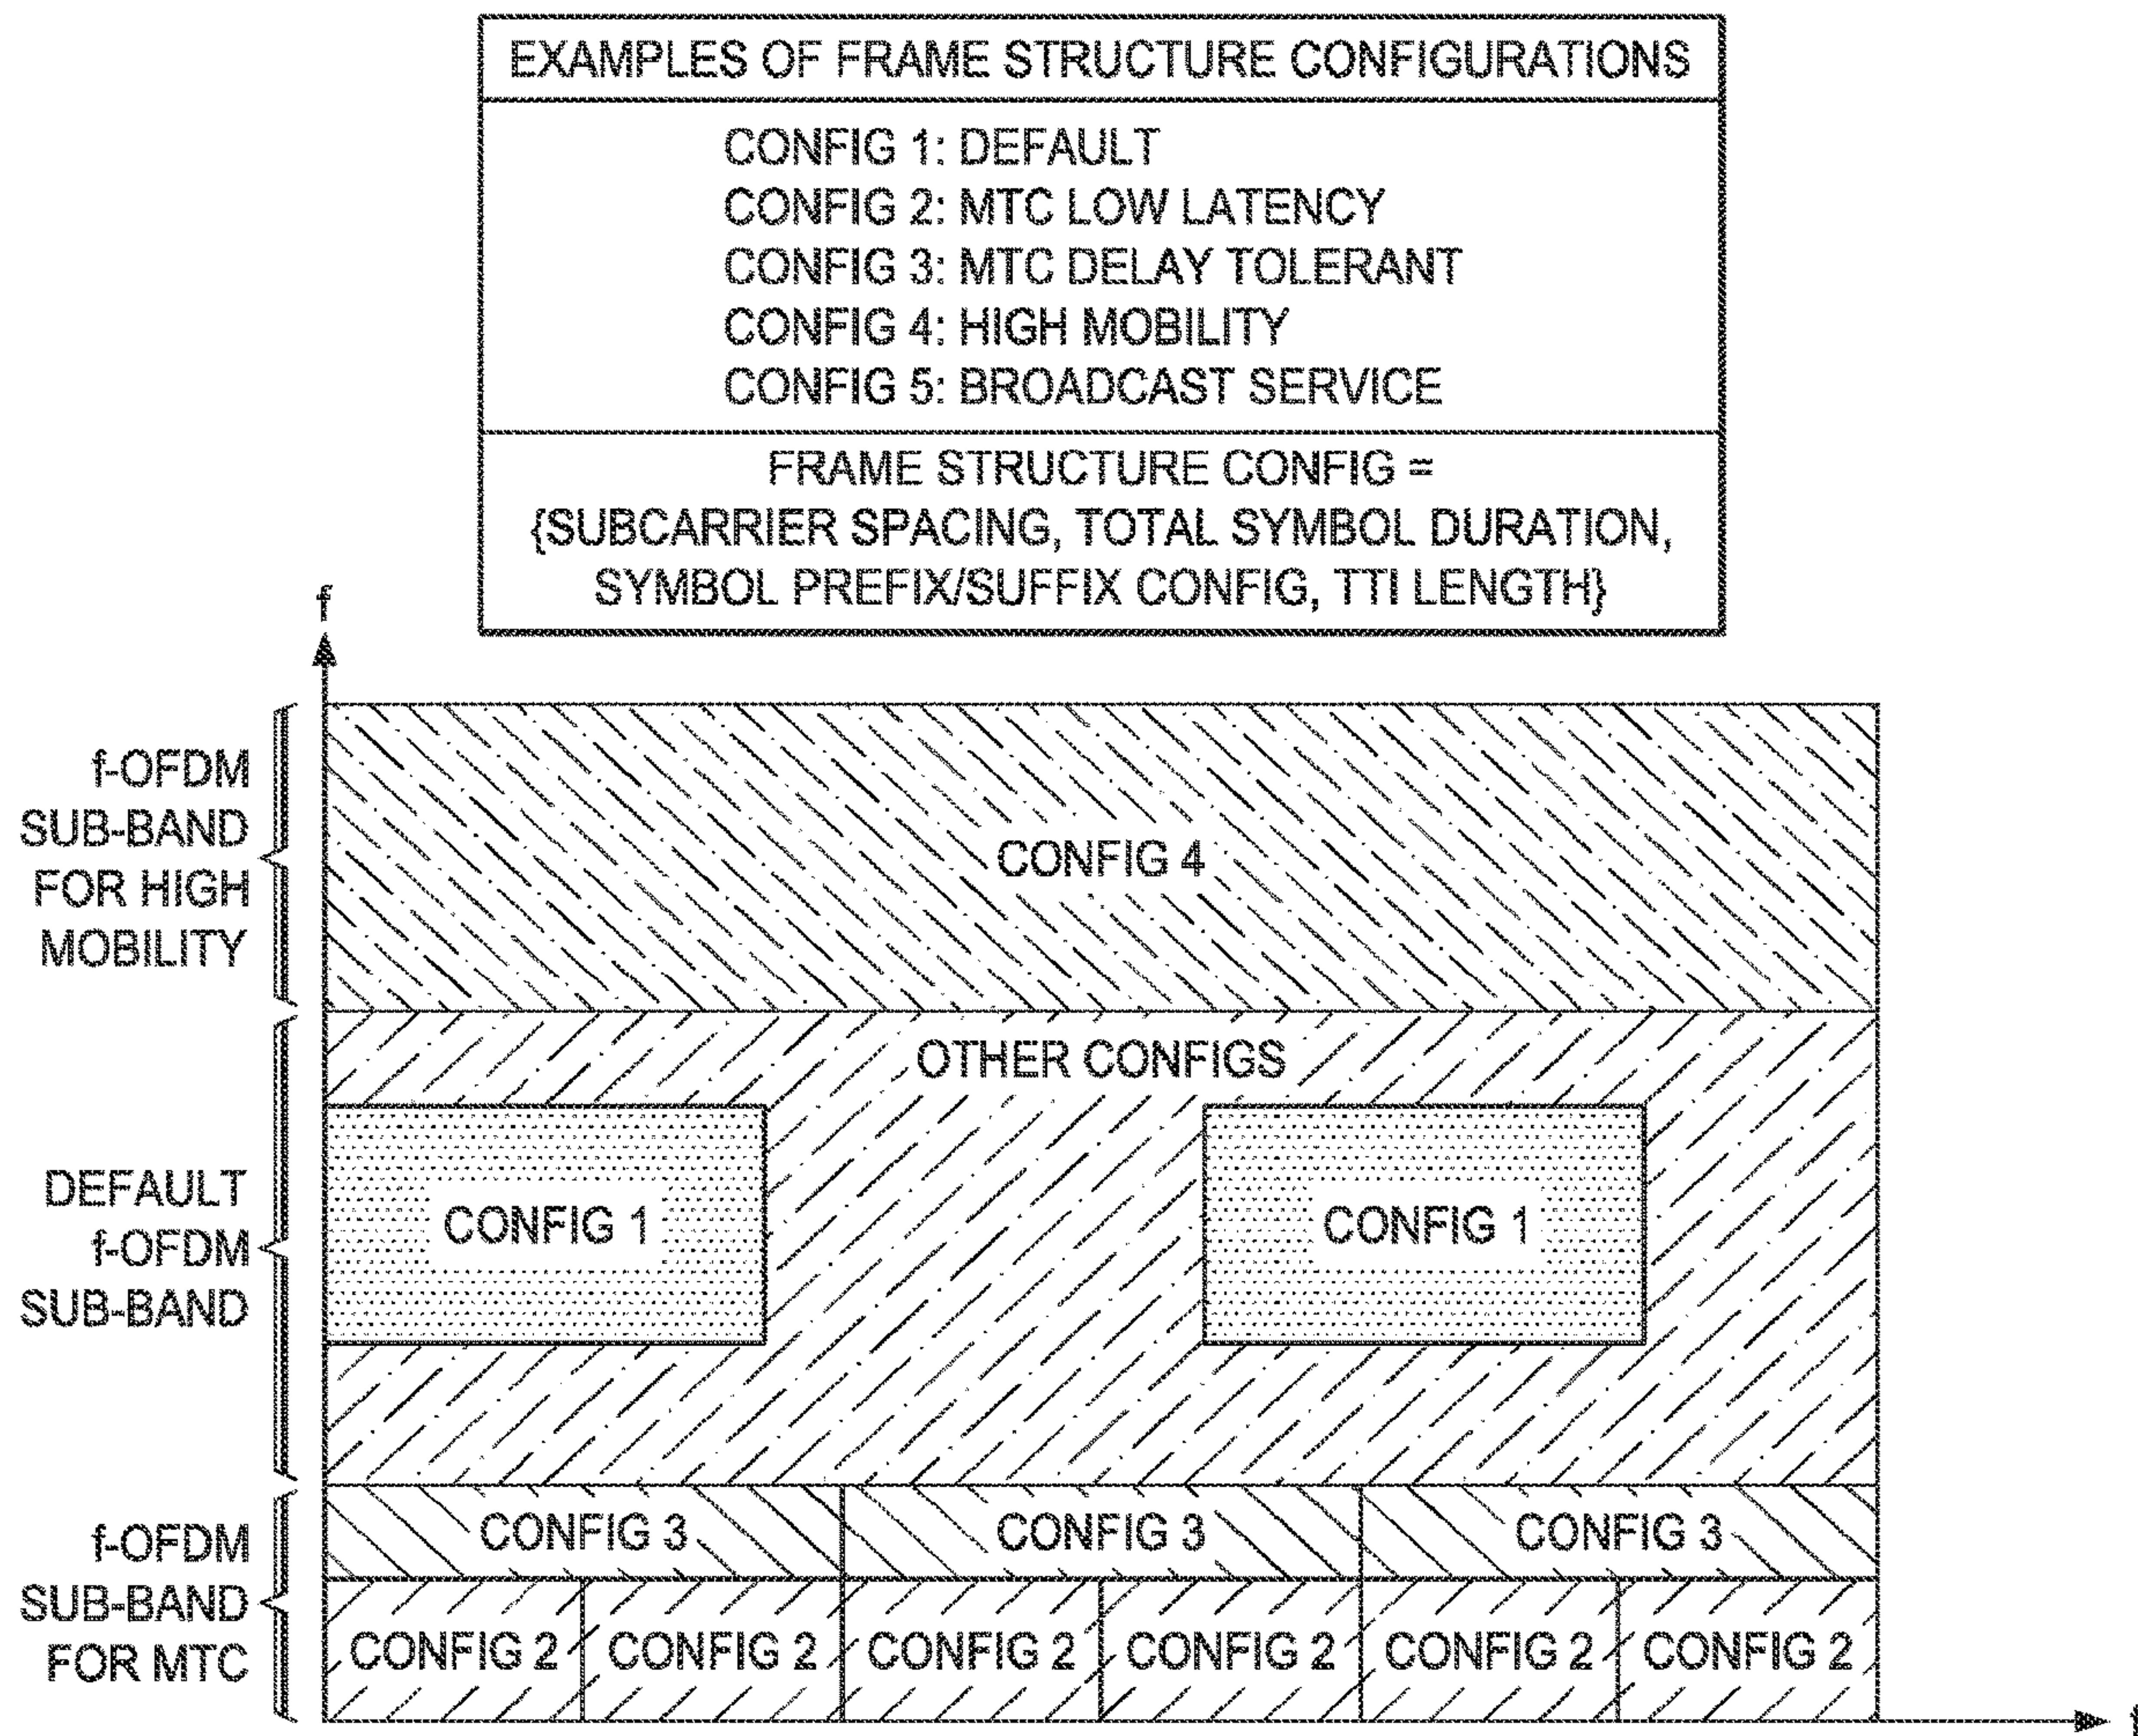 EXAMPLES OF FRAME STRUCTURE CONFIGURATIONS
CONFIG 1: DEFAULT
CONFIG 2: MTC LOW LATENCY
CONFIG 3: MTC DELAY TOLERANT
CONFIG 4: HIGH MOBILITY
CONFIG 5: BROADCAST SERVICE
FRAME STRUCTURE CONFIG =
{SUBCARRIER SPACING, TOTAL SYMBOL DURATION,
SYMBOL PREFIX/SUFFIX CONFIG, TTI LENGTH}
f
f-OFDM
SUB-BAND
FOR HIGH
MOBILITY
CONFIG 4
OTHER CONFIGS
DEFAULT
f-OFDM
SUB-BAND
CONFIG 1
CONFIG 1
f-OFDM
SUB-BAND
FOR MTC
CONFIG 3
CONFIG 3
CONFIG 3
CONFIG 2
CONFIG 2
CONFIG 2
CONFIG 2
CONFIG 2
CONFIG 2
t